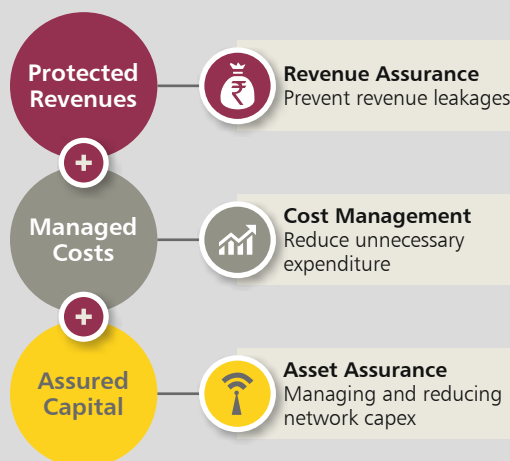 Protected
Revenues
Revenue Assurance
Prevent revenue leakages
₹
+
Managed
Costs
Cost Management
Reduce unnecessary
expenditure
+
Assured
Capital
Asset Assurance
Managing and reducing
network capex